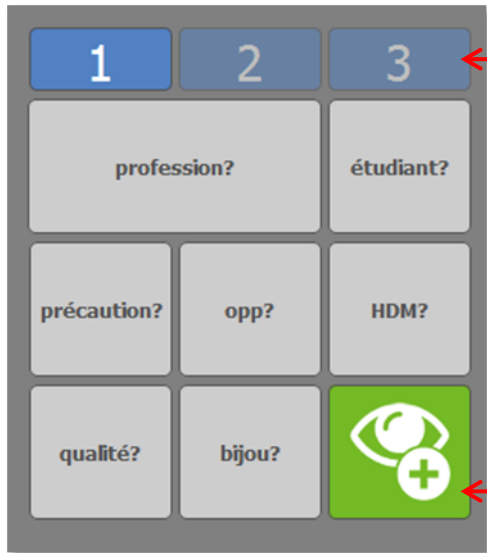 1 2 3
profession? étudiant?
précaution? opp? HDM?
qualité? bijou?